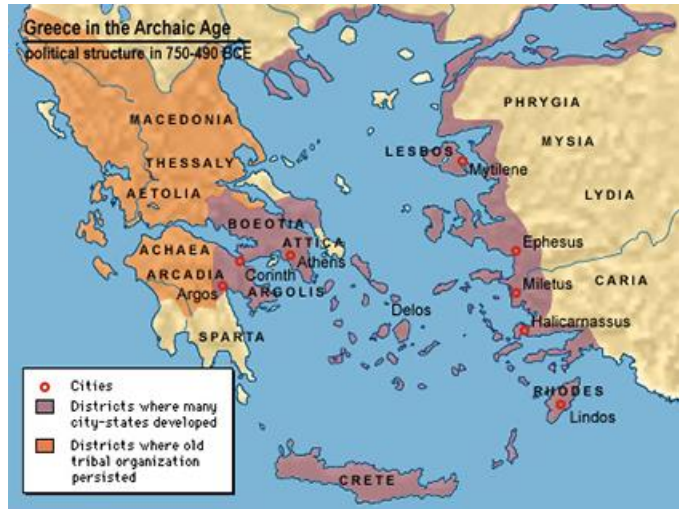 Greece in the Archaic Age
political structure in 750-490 BCE
MACEDONIA
THESSALY
AETOLIA
BOEOTIA
ATTICA
Athens
ACHAEA
Corinth
ARCADIA
Argos
ARGOLIS
SPARTA
PHRYGIA
MYSIA
LESBOS
Mytilene
LYDIA
Ephesus
CARIA
Miletus
Delos
Halicarnassus
RHODES
Lindos
CRETE
Cities
Districts where many
city-states developed
Districts where old
tribal organization
persisted